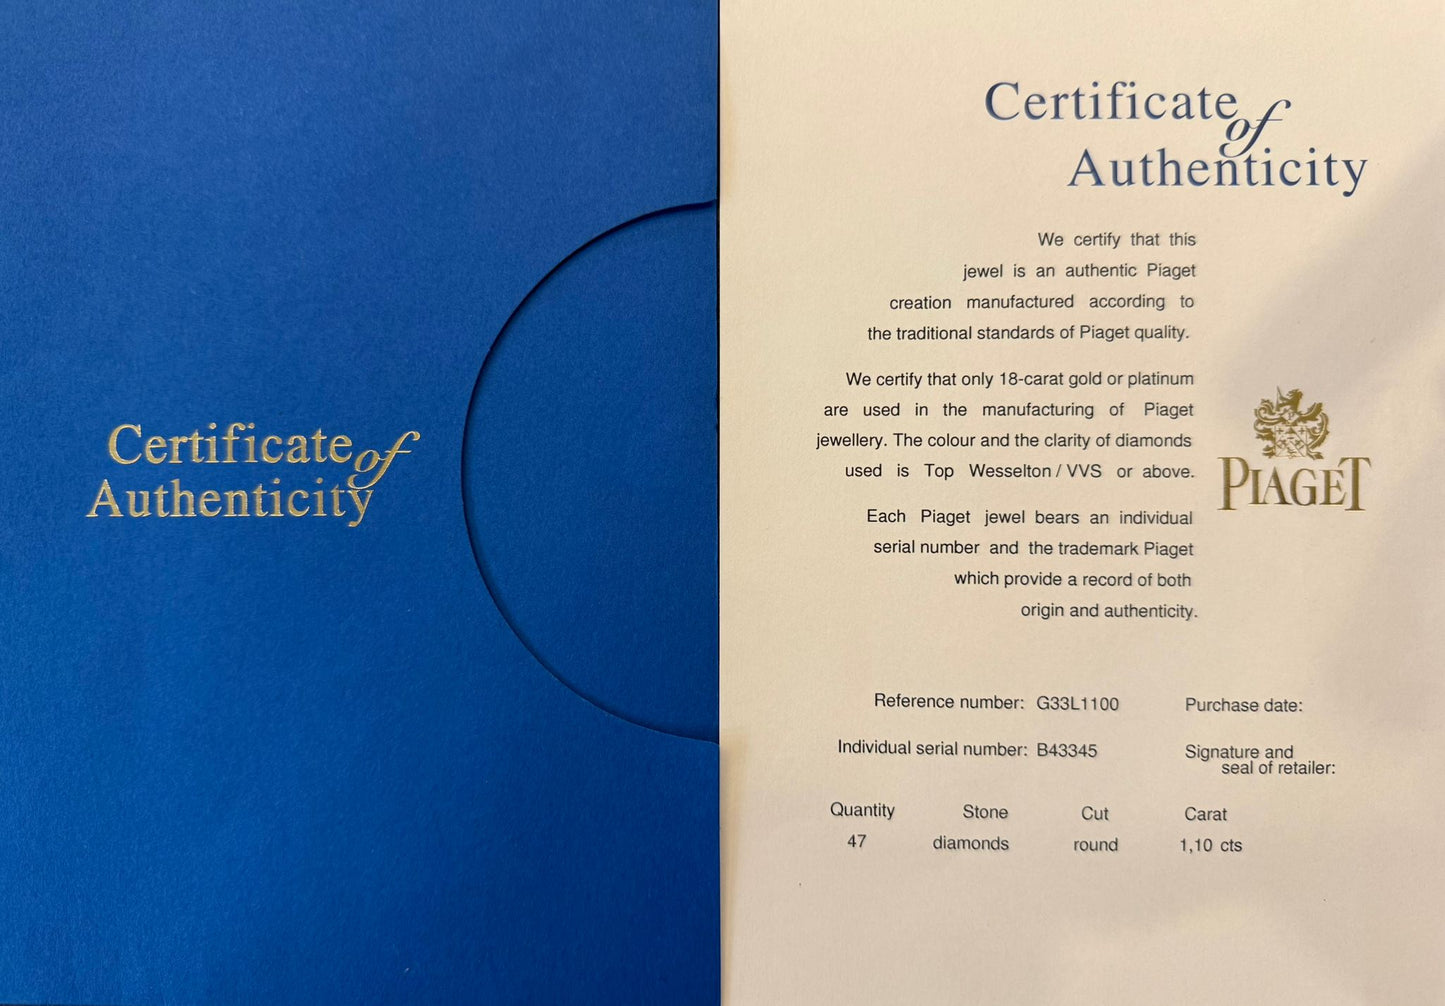 Certificate of
Authenticity
Certificate of
Authenticity
We certify that this
jewel is an authentic Piaget
creation manufactured according to
the traditional standards of Piaget quality.
We certify that only 18-carat gold or platinum
are used in the manufacturing of Piaget
jewellery. The colour and the clarity of diamonds
used is Top Wesselton / VVS or above.
Each Piaget jewel bears an individual
serial number and the trademark Piaget
which provide a record of both
origin and authenticity.
PIAGET
Reference number: G33L1100 Purchase date:
Individual serial number: B43345 Signature and
seal of retailer:
Quantity Stone Cut Carat
47 diamonds round 1,10 cts